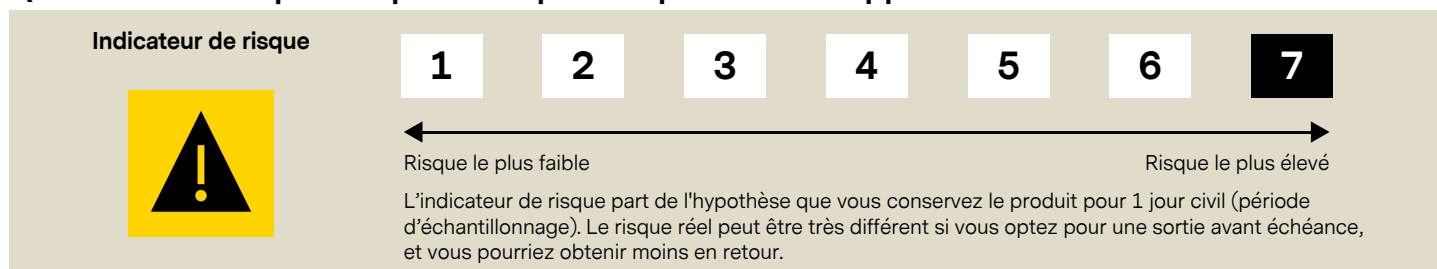 Indicateur de risque
1 2 3 4 5 6 7
Risque le plus faible Risque le plus élevé
L'indicateur de risque part de l'hypothèse que vous conservez le produit pour 1 jour civil (période
d'échantillonnage). Le risque réel peut être très différent si vous optez pour une sortie avant échéance,
et vous pourriez obtenir moins en retour.